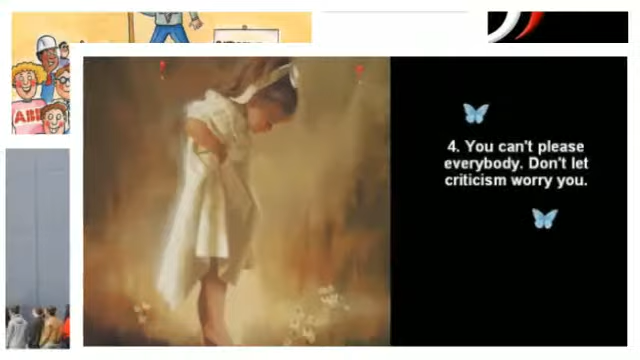 4. You can't please
everybody. Don't let
criticism worry you.